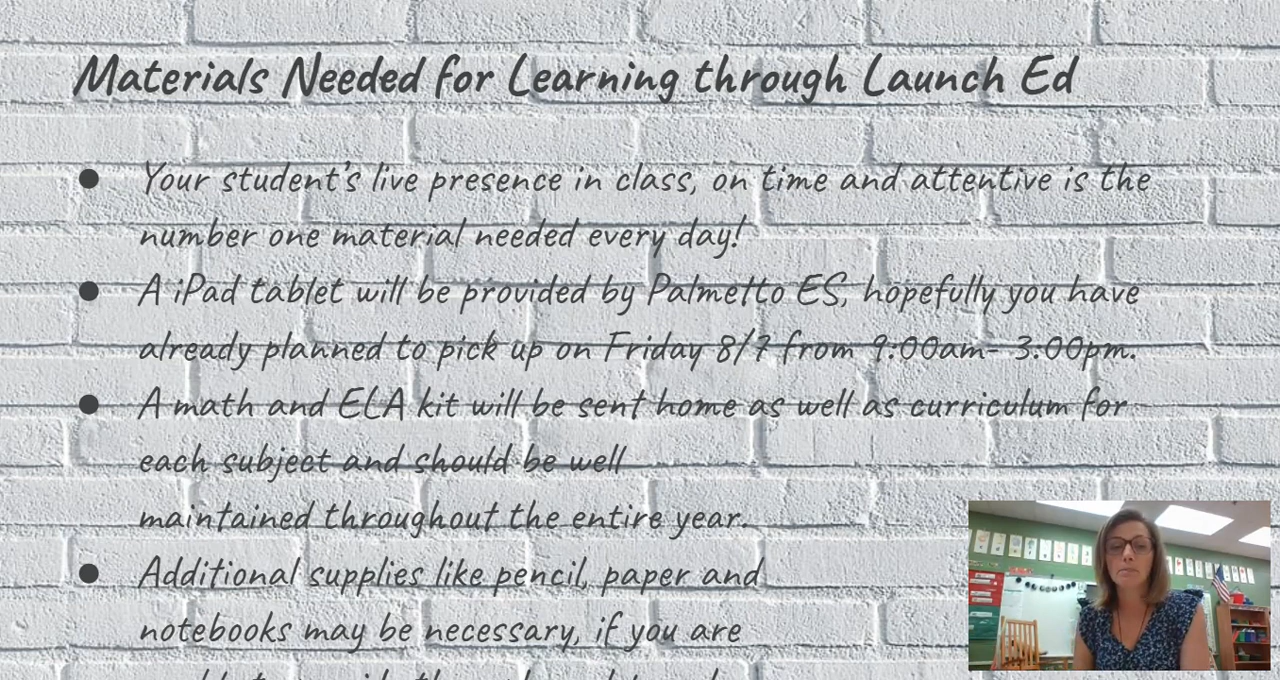 Materials Needed for Learning through Launch Ed
● Your student's live presence in class, on time and attentive is the
number one material needed every day!
● A iPad tablet will be provided by Palmetto ES, hopefully you have
already planned to pick up on Friday 8/7 from 9:00am- 3:00pm.
● A math and ELA kit will be sent home as well as curriculum for
each subject and should be well
maintained throughout the entire year.
● Additional supplies like pencil, paper and
notebooks may be necessary, if you are